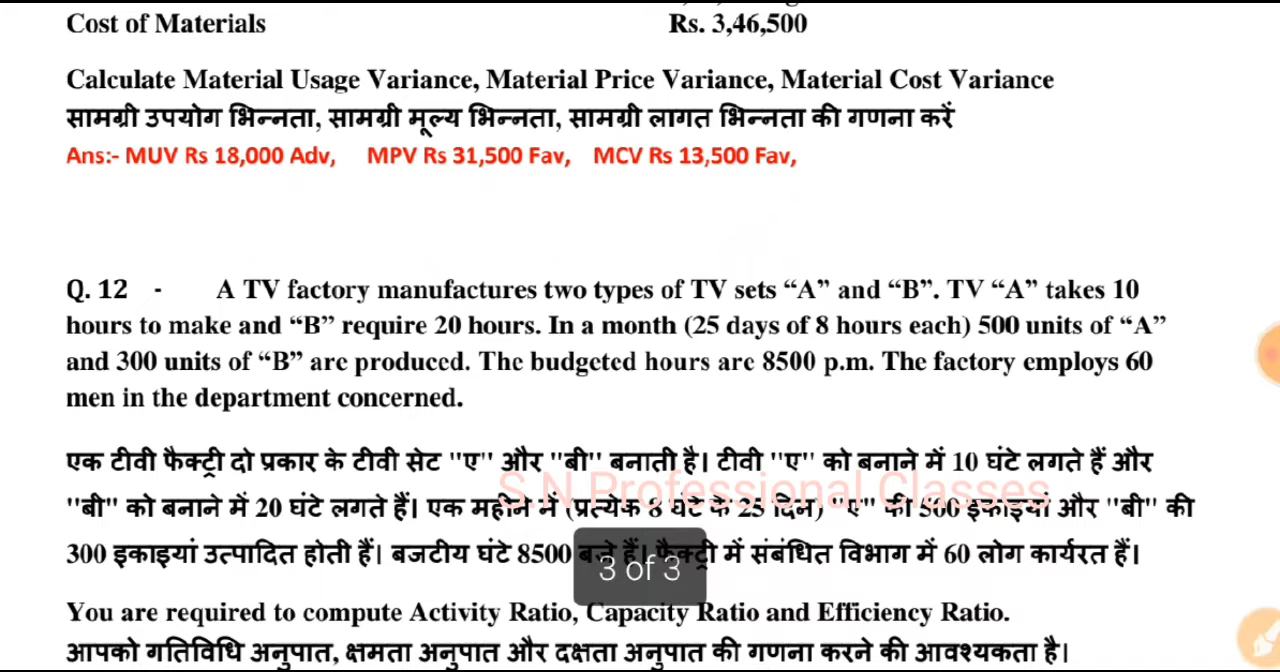 Cost of Materials Rs. 3,46,500
Calculate Material Usage Variance, Material Price Variance, Material Cost Variance
सामग्री उपयोग भिन्नता, सामग्री मूल्य भिन्नता, सामग्री लागत भिन्नता की गणना करें
Ans:- MUV Rs 18,000 Adv, MPV Rs 31,500 Fav, MCV Rs 13,500 Fav,
Q. 12 - A TV factory manufactures two types of TV sets “A” and “B”. TV “A” takes 10
hours to make and “B” require 20 hours. In a month (25 days of 8 hours each) 500 units of “A”
and 300 units of “B” are produced. The budgeted hours are 8500 p.m. The factory employs 60
men in the department concerned.
एक टीवी फैक्ट्री दो प्रकार के टीवी सेट "ए" और "बी" बनाती है। टीवी "ए" को बनाने में 10 घंटे लगते हैं और
S N Professional Classes
"बी" को बनाने में 20 घंटे लगते हैं। एक महीने में (प्रत्येक 8 घंटे के 25 दिन) "ए" की 500 इकाइयां और "बी" की
300 इकाइयां उत्पादित होती हैं। बजटीय घंटे 8500 बजे हैं। फैक्ट्री में संबंधित विभाग में 60 लोग कार्यरत हैं।
3 of 3
You are required to compute Activity Ratio, Capacity Ratio and Efficiency Ratio.
आपको गतिविधि अनुपात, क्षमता अनुपात और दक्षता अनुपात की गणना करने की आवश्यकता है।